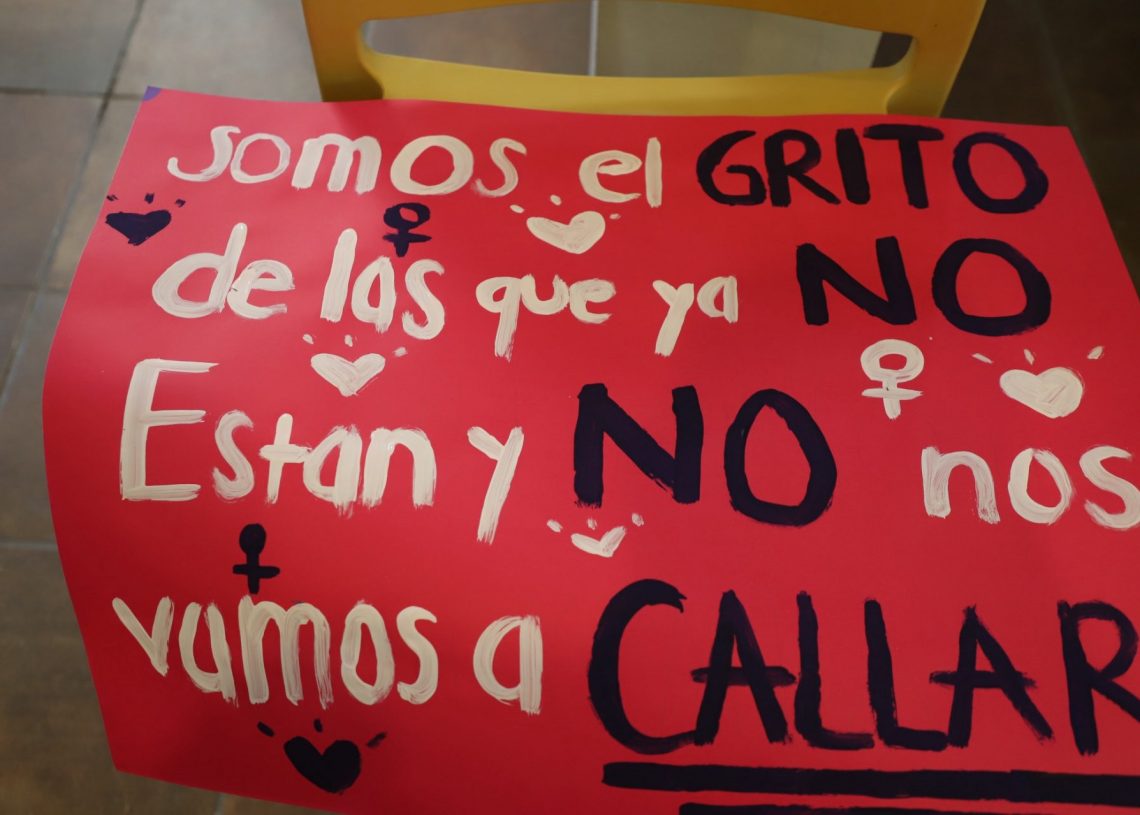 somos el GRITO
de las que ya NO
Estan y NO nos
vamos a CALLAR